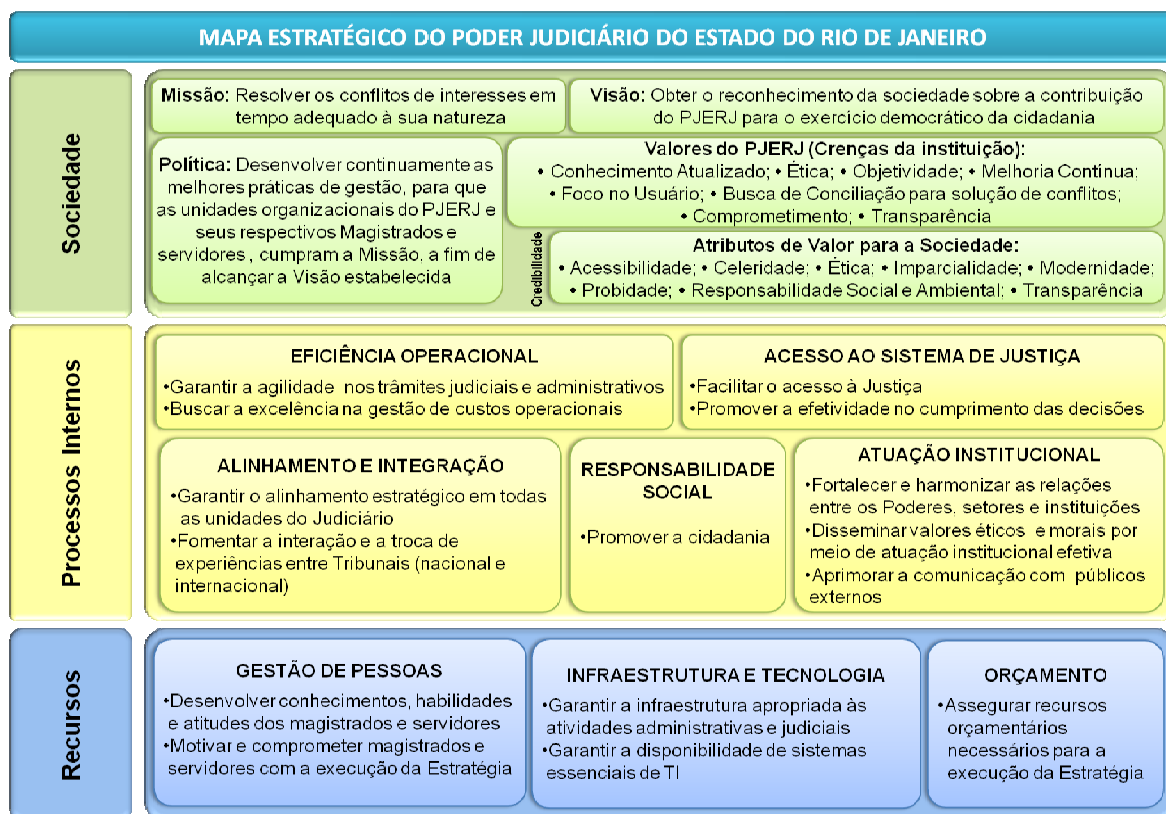 MAPA ESTRATÉGICO DO PODER JUDICIÁRIO DO ESTADO DO RIO DE JANEIRO
Sociedade
Missão: Resolver os conflitos de interesses em
tempo adequado à sua natureza
Visão: Obter o reconhecimento da sociedade sobre a contribuição
do PJERJ para o exercício democrático da cidadania
Política: Desenvolver continuamente as
melhores práticas de gestão, para que
as unidades organizacionais do PJERJ e
seus respectivos Magistrados e
servidores , cumpram a Missão, a fim de
alcançar a Visão estabelecida
Valores do PJERJ (Crenças da instituição):
• Conhecimento Atualizado; • Ética; • Objetividade; • Melhoria Contínua;
• Foco no Usuário; • Busca de Conciliação para solução de conflitos;
• Comprometimento; • Transparência
Credibilidade
Atributos de Valor para a Sociedade:
• Acessibilidade; • Celeridade; • Ética; • Imparcialidade; • Modernidade;
• Probidade; • Responsabilidade Social e Ambiental; • Transparência
Processos Internos
EFICIÊNCIA OPERACIONAL
•Garantir a agilidade nos trâmites judiciais e administrativos
•Buscar a excelência na gestão de custos operacionais
ACESSO AO SISTEMA DE JUSTIÇA
•Facilitar o acesso à Justiça
•Promover a efetividade no cumprimento das decisões
ALINHAMENTO E INTEGRAÇÃO
•Garantir o alinhamento estratégico em todas
as unidades do Judiciário
•Fomentar a interação e a troca de
experiências entre Tribunais (nacional e
internacional)
RESPONSABILIDADE
SOCIAL
•Promover a cidadania
ATUAÇÃO INSTITUCIONAL
•Fortalecer e harmonizar as relações
entre os Poderes, setores e instituições
•Disseminar valores éticos e morais por
meio de atuação institucional efetiva
•Aprimorar a comunicação com públicos
externos
Recursos
GESTÃO DE PESSOAS
•Desenvolver conhecimentos, habilidades
e atitudes dos magistrados e servidores
•Motivar e comprometer magistrados e
servidores com a execução da Estratégia
INFRAESTRUTURA E TECNOLOGIA
•Garantir a infraestrutura apropriada às
atividades administrativas e judiciais
•Garantir a disponibilidade de sistemas
essenciais de TI
ORÇAMENTO
•Assegurar recursos
orçamentários
necessários para a
execução da Estratégia